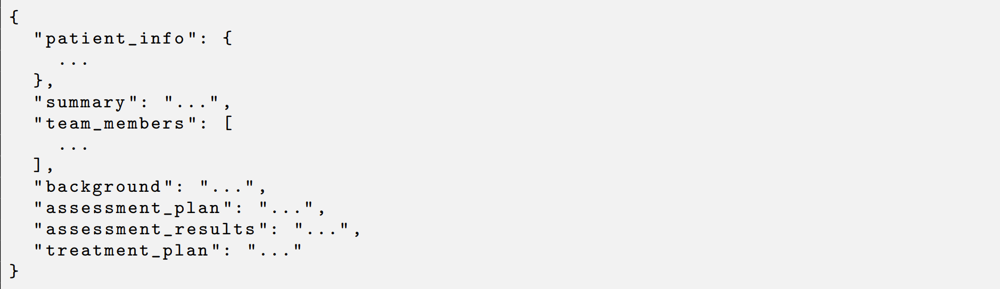 {
  "patient_info": {
    ...
  },
  "summary": "...",
  "team_members": [
    ...
  ],
  "background": "...",
  "assessment_plan": "...",
  "assessment_results": "...",
  "treatment_plan": "..."
}